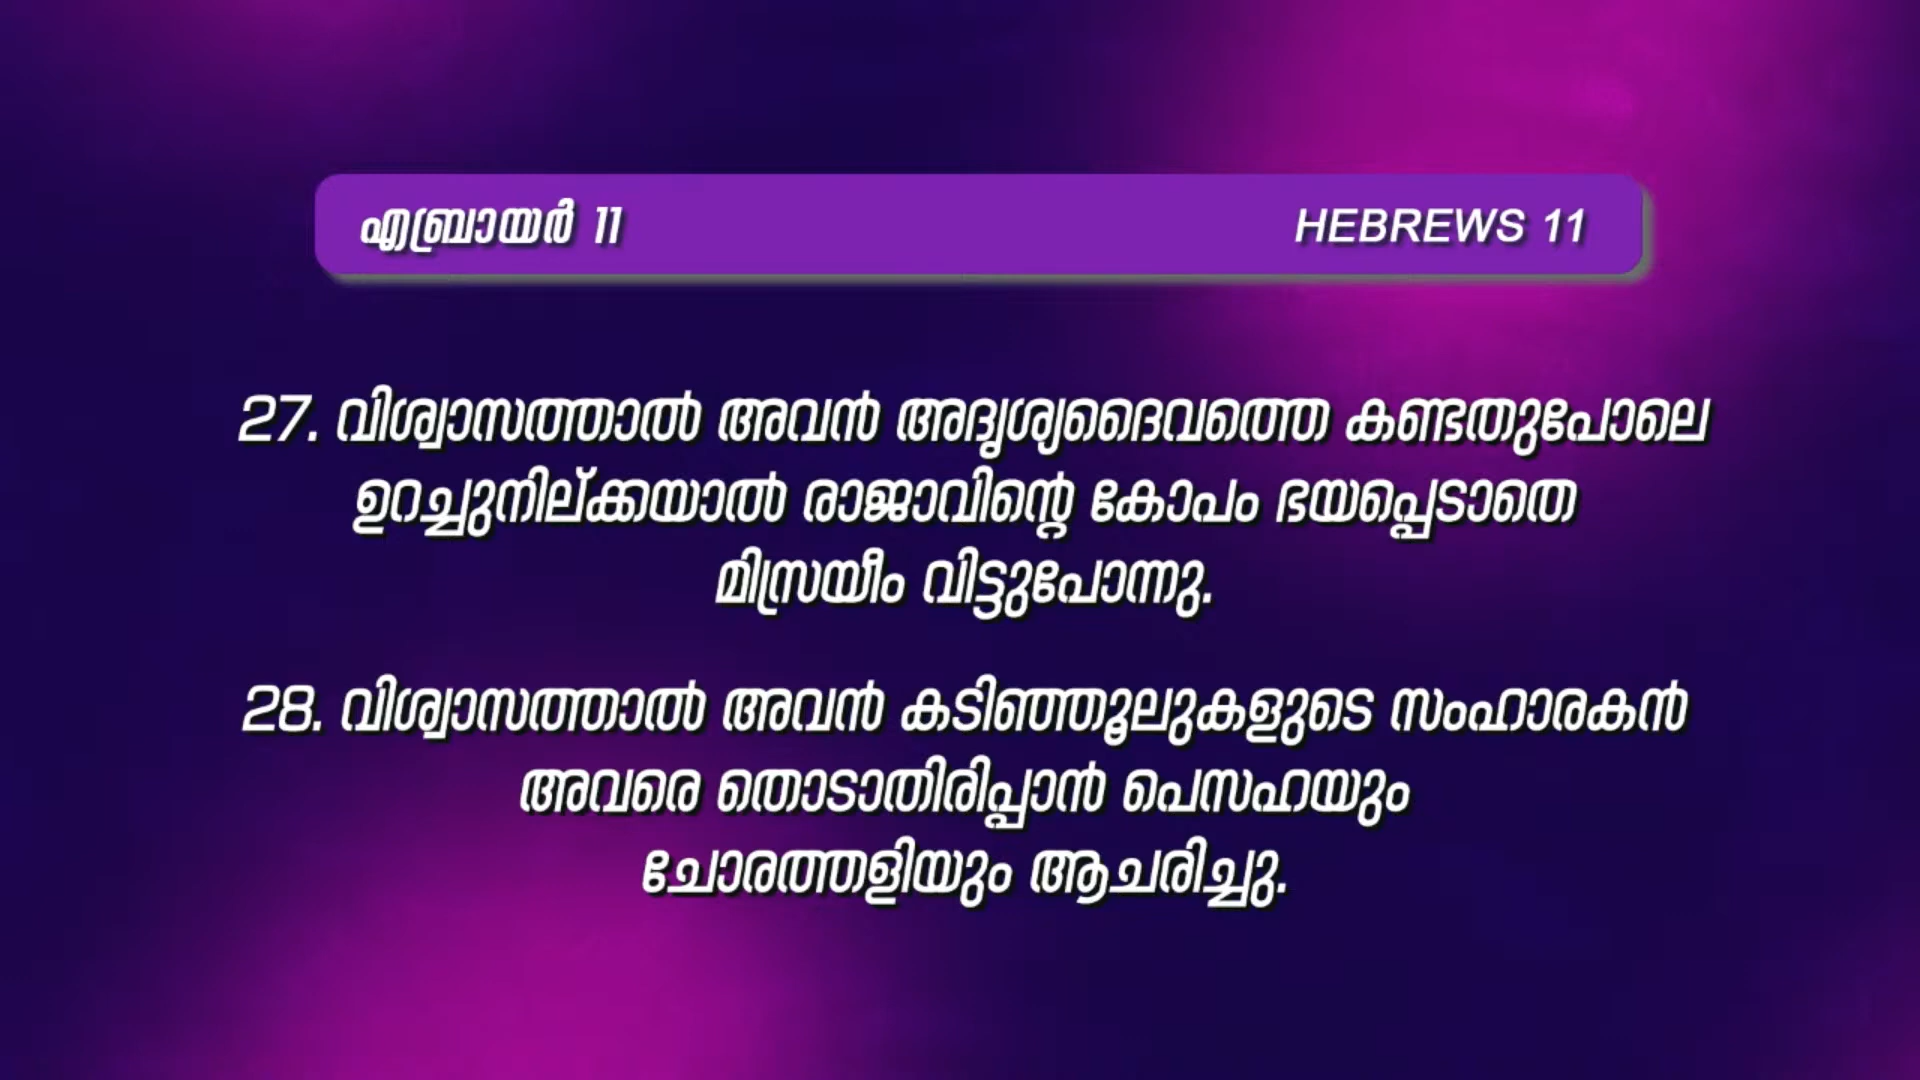 എബ്രായർ 11
HEBREWS 11
27. വിശ്വാസത്താൽ അവൻ അദൃശ്യദൈവത്തെ കണ്ടതുപോലെ
ഉറച്ചുനില്ക്കയാൽ രാജാവിന്റെ കോപം ഭയപ്പെടാതെ
മിസ്രയീം വിട്ടുപോന്നു.
28. വിശ്വാസത്താൽ അവൻ കടിഞ്ഞൂലുകളുടെ സംഹാരകൻ
അവരെ തൊടാതിരിപ്പാൻ പെസഹയും
ചോരത്തളിയും ആചരിച്ചു.